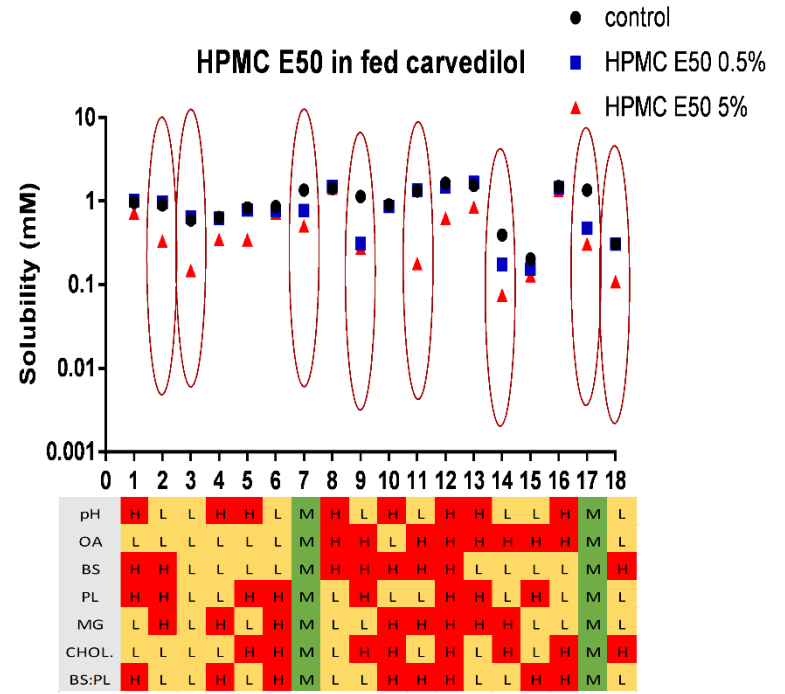 ● control
HPMC E50 in fed carvedilol
■ HPMC E50 0.5%
▲ HPMC E50 5%
Solubility (mM)
10
1
0.1
0.01
0.001
0 1 2 3 4 5 6 7 8 9 10 11 12 13 14 15 16 17 18
pH H L L H H L M H L H L H H L L H M L
OA L L L L L L M H H L H H H H H H M L
BS H H L L L L M H H H H H L L L L M H
PL H H L L H H M L H L L H H L H L M L
MG L H L H L H M L L H H H H H L L M L
CHOL. L L L L H H M H L L H H L H L H M H
BS:PL H L L H L H M L L H H H L L L H M L